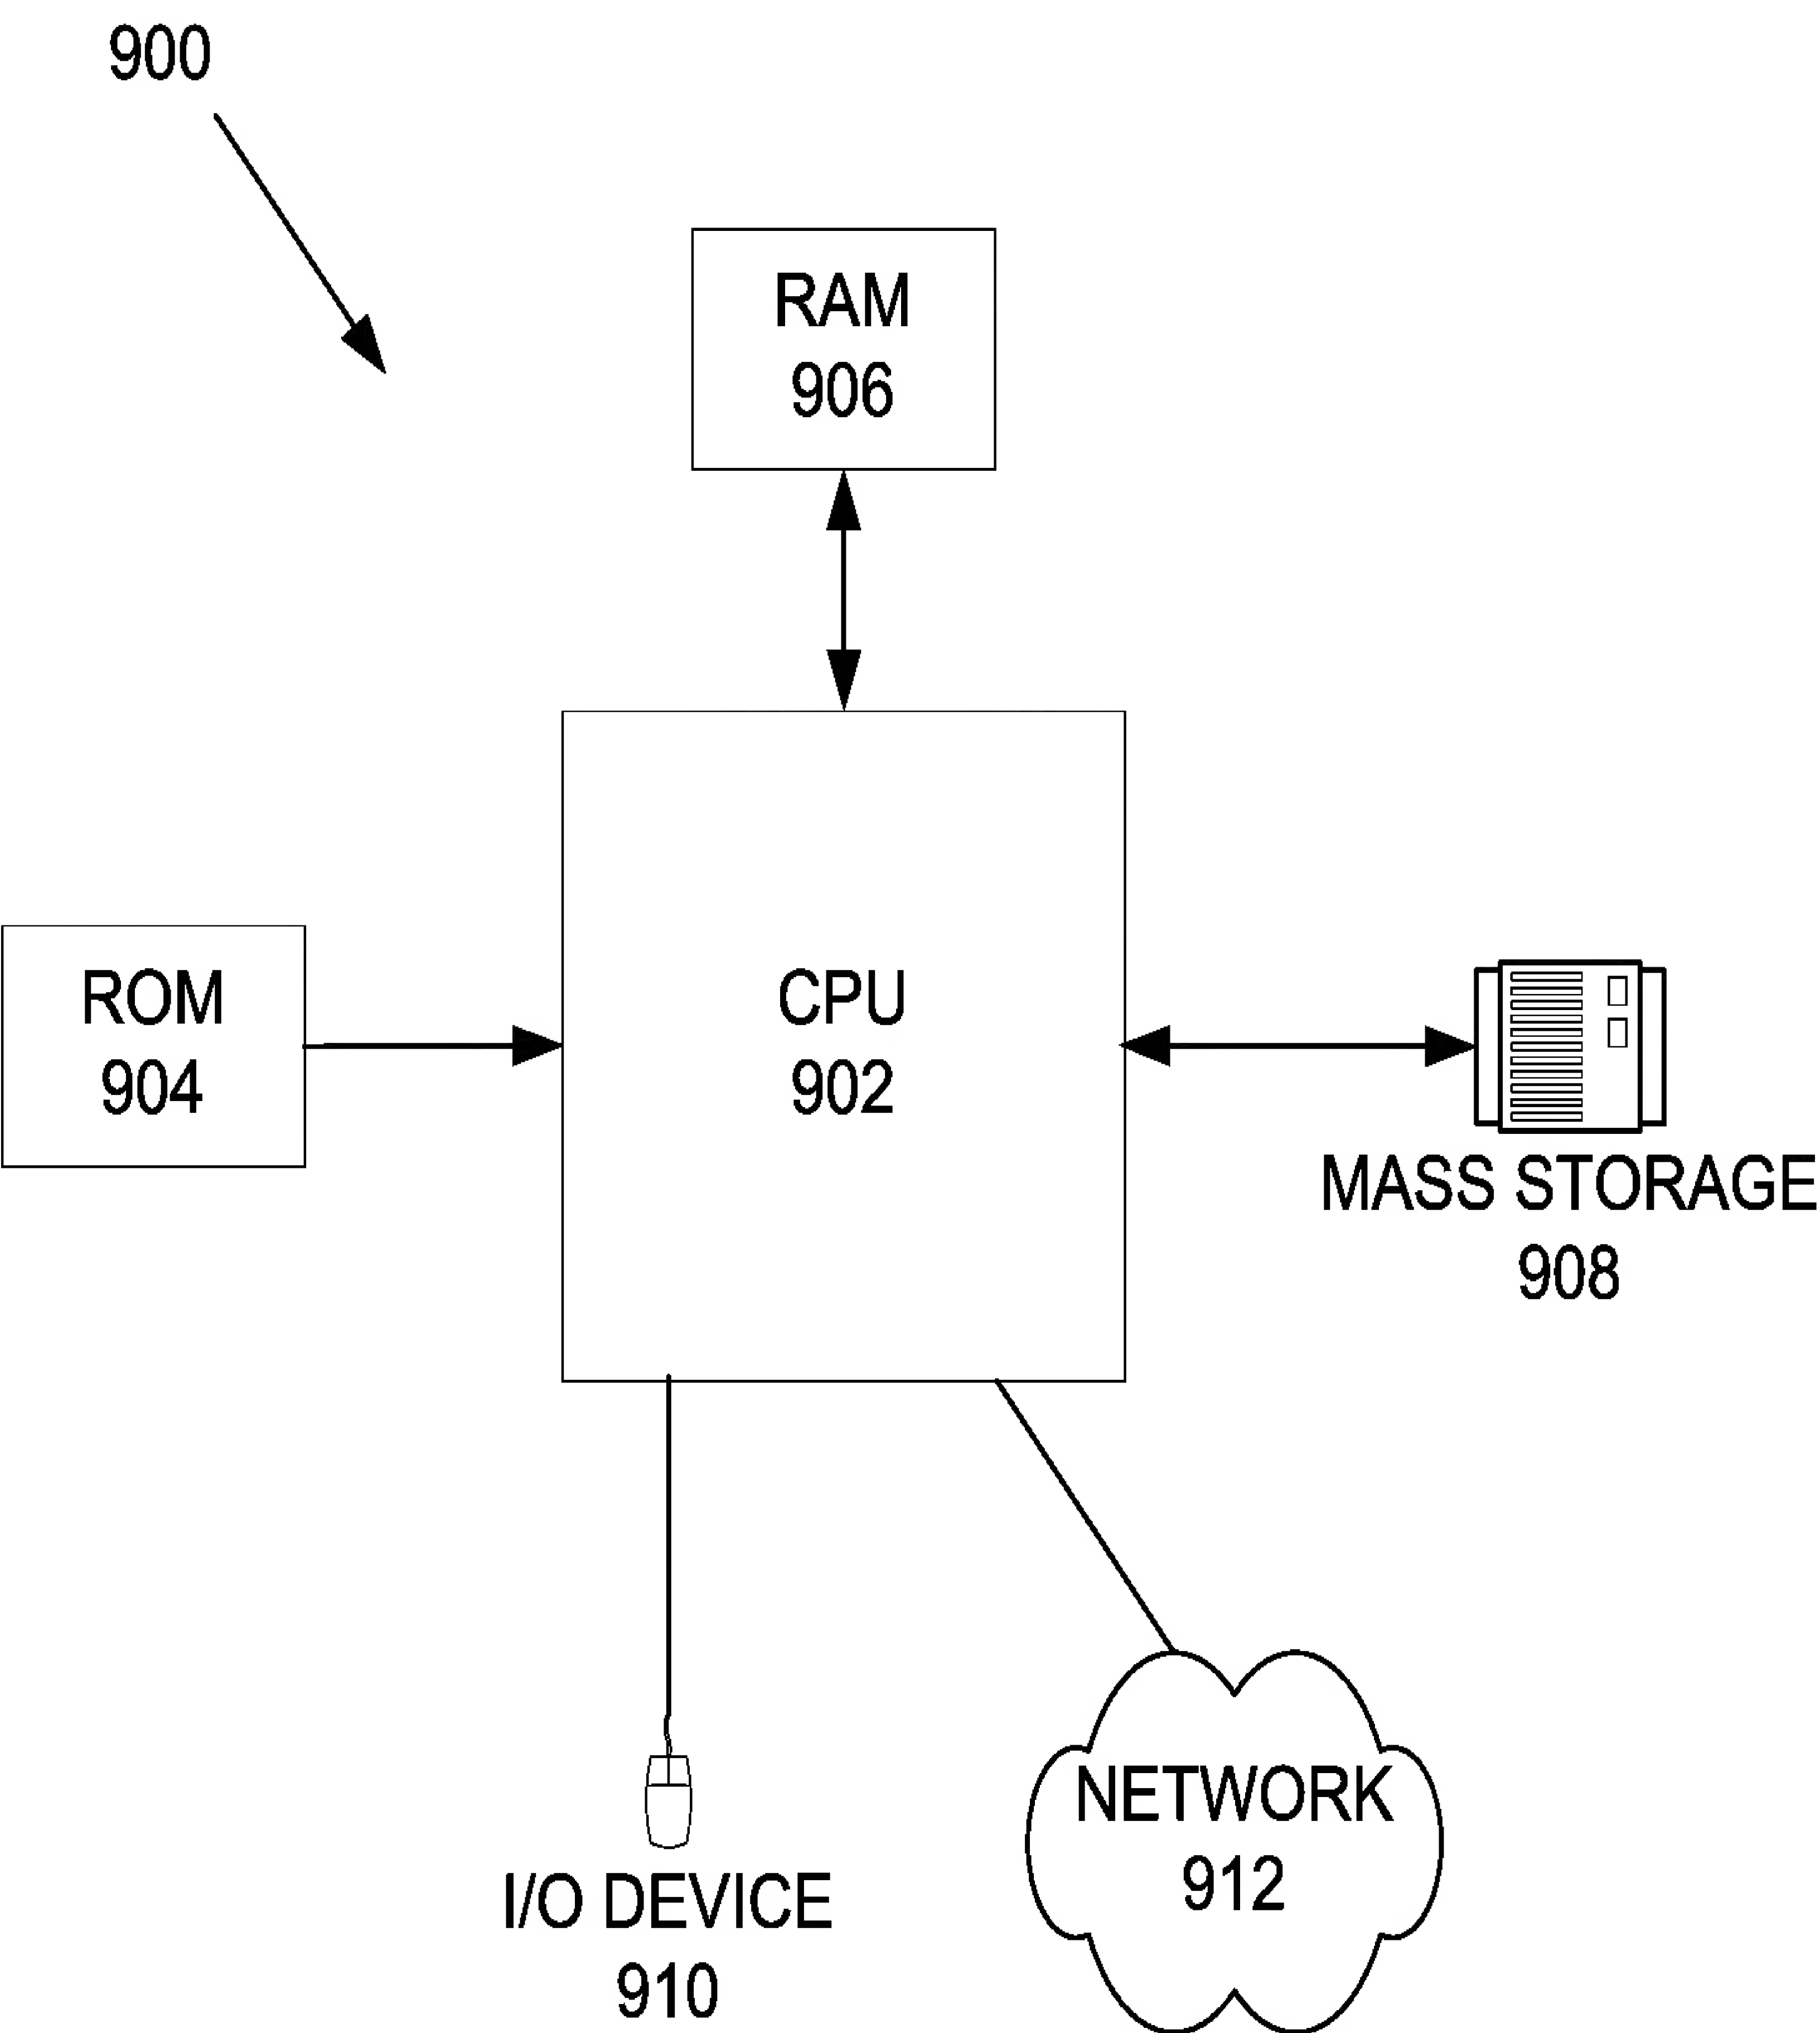 900
RAM
906
ROM
904
CPU
902
MASS STORAGE
908
I/O DEVICE
910
NETWORK
912